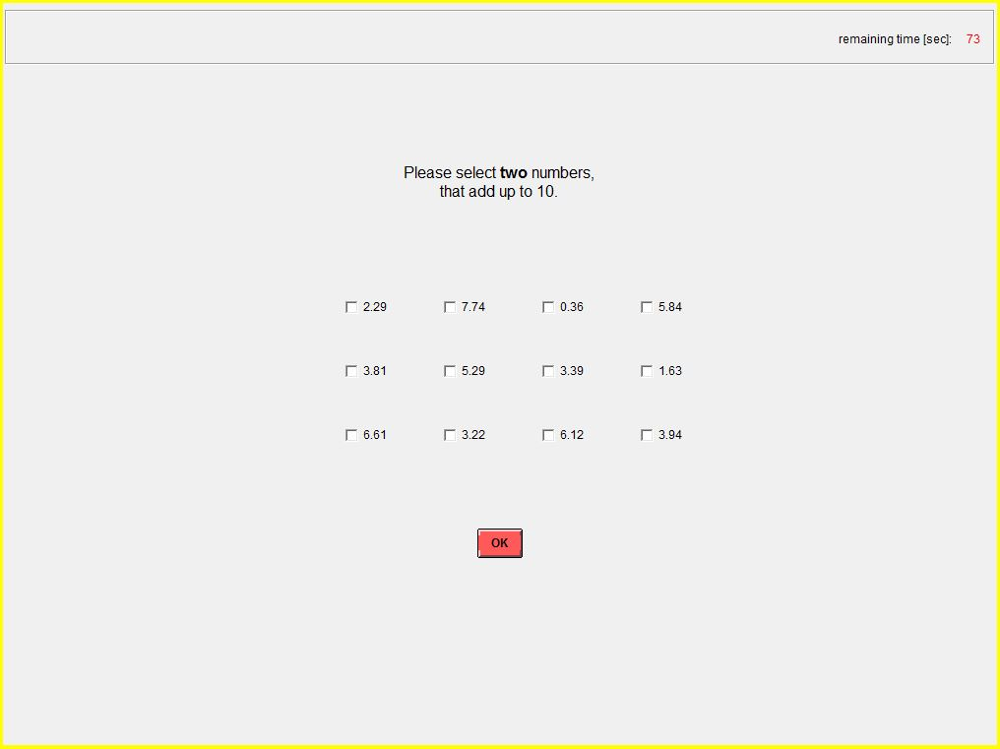 remaining time [sec]: 73
Please select two numbers,
that add up to 10.
2.29 7.74 0.36 5.84
3.81 5.29 3.39 1.63
6.61 3.22 6.12 3.94
OK